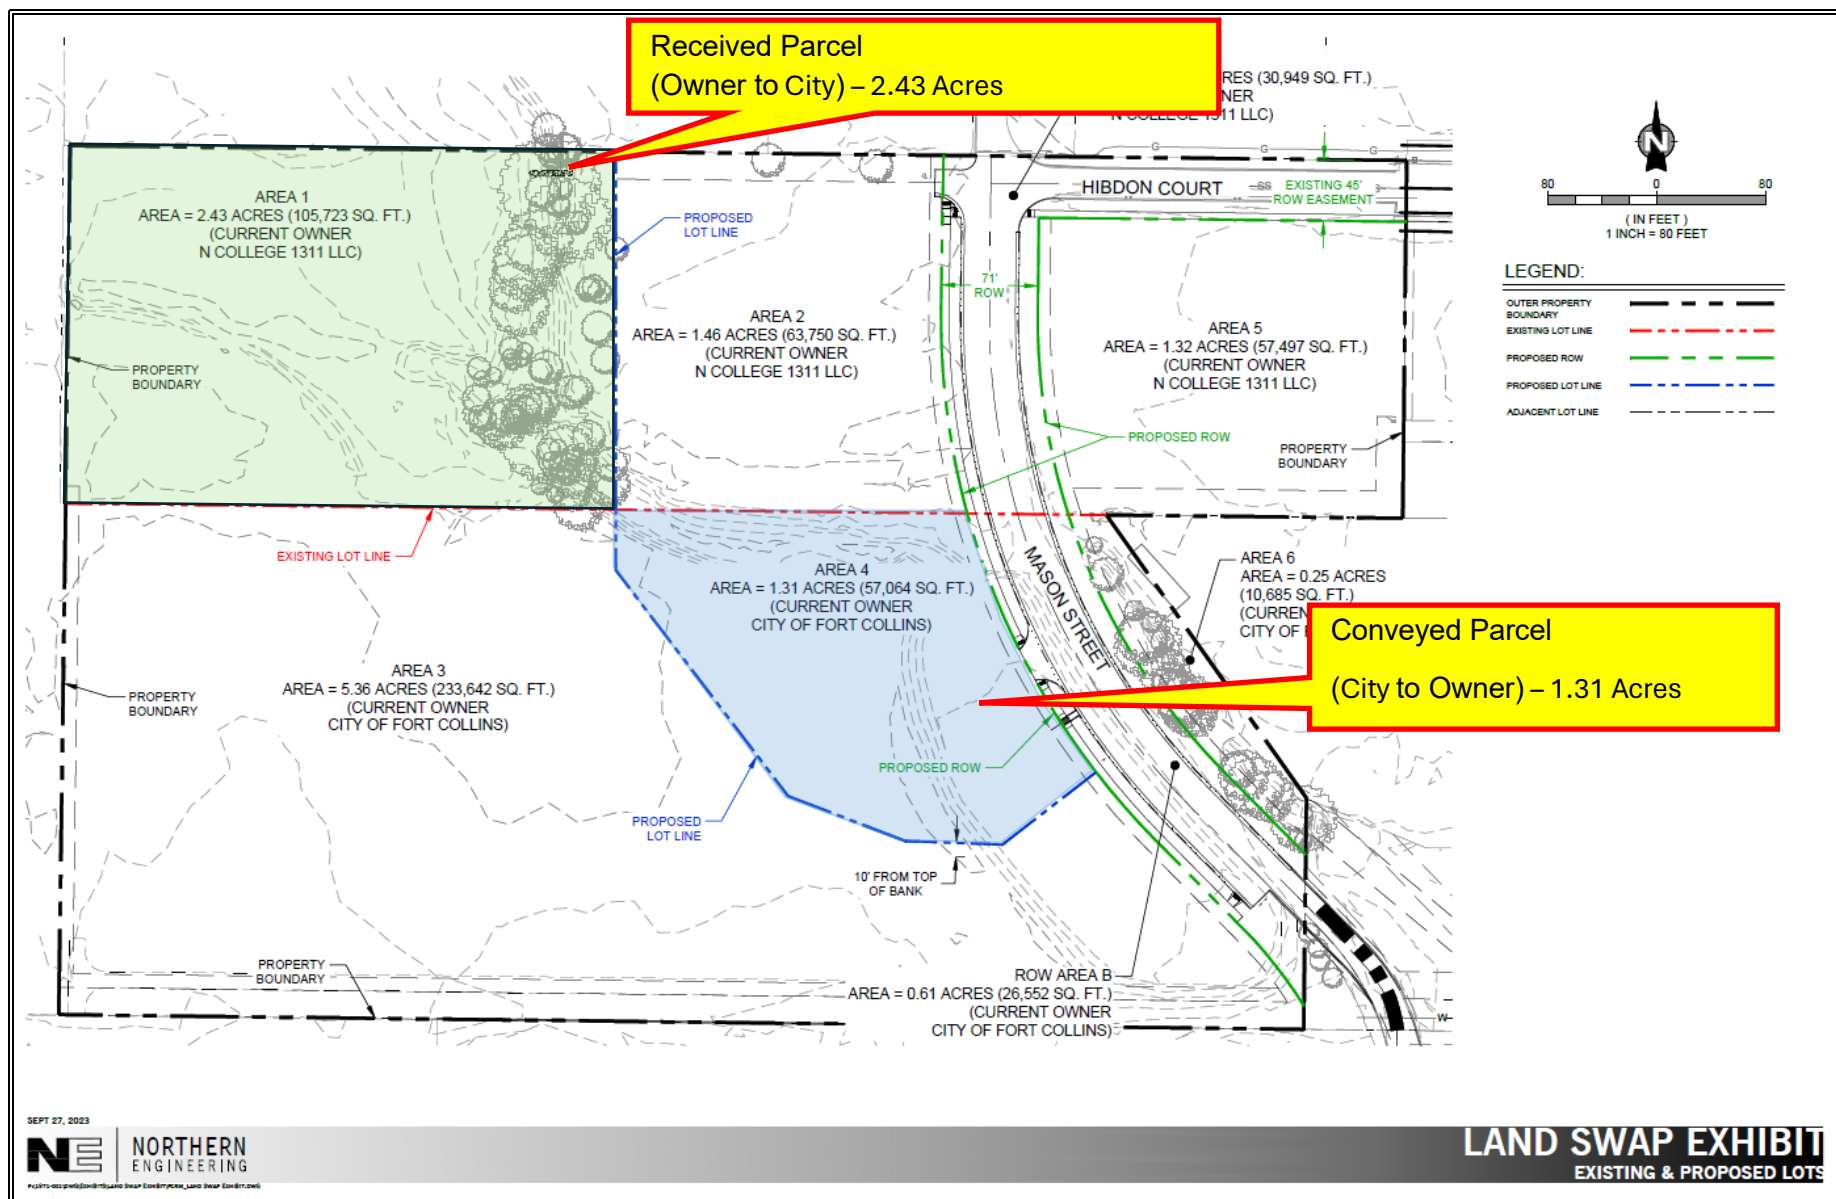 Received Parcel
(Owner to City) – 2.43 Acres
RES (30,949 SQ. FT.)
NER
N COLLEGE 1311 LLC)
AREA 1
AREA = 2.43 ACRES (105,723 SQ. FT.)
(CURRENT OWNER
N COLLEGE 1311 LLC)
PROPOSED
LOT LINE
HIBDON COURT
SS
G
G
G
EXISTING 45'
ROW EASEMENT
N
80
0
80
( IN FEET )
1 INCH = 80 FEET
LEGEND:
OUTER PROPERTY
BOUNDARY
EXISTING LOT LINE
PROPOSED ROW
PROPOSED LOT LINE
ADJACENT LOT LINE
71'
ROW
AREA 2
AREA = 1.46 ACRES (63,750 SQ. FT.)
(CURRENT OWNER
N COLLEGE 1311 LLC)
AREA 5
AREA = 1.32 ACRES (57,497 SQ. FT.)
(CURRENT OWNER
N COLLEGE 1311 LLC)
PROPERTY
BOUNDARY
PROPOSED ROW
PROPERTY
BOUNDARY
EXISTING LOT LINE
MASON STREET
AREA 4
AREA = 1.31 ACRES (57,064 SQ. FT.)
(CURRENT OWNER
CITY OF FORT COLLINS)
AREA 6
AREA = 0.25 ACRES
(10,685 SQ. FT.)
(CURREN
CITY OF
Conveyed Parcel
(City to Owner) – 1.31 Acres
AREA 3
AREA = 5.36 ACRES (233,642 SQ. FT.)
(CURRENT OWNER
CITY OF FORT COLLINS)
PROPERTY
BOUNDARY
PROPOSED ROW
PROPOSED
LOT LINE
10' FROM TOP
OF BANK
PROPERTY
BOUNDARY
ROW AREA B
AREA = 0.61 ACRES (26,552 SQ. FT.)
(CURRENT OWNER
CITY OF FORT COLLINS)
W
SEPT 27, 2023
NE
NORTHERN
ENGINEERING
LAND SWAP EXHIBIT
EXISTING & PROPOSED LOTS